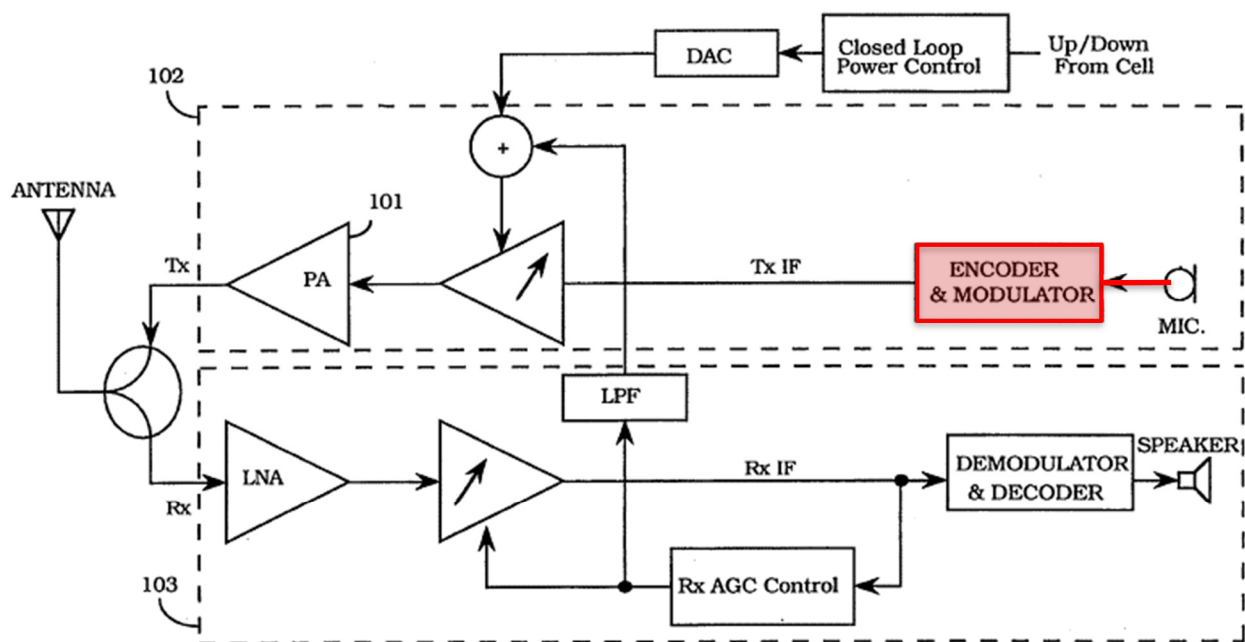 DAC
Closed Loop
Power Control
Up/Down
From Cell
102
+
ANTENNA
101
Tx
PA
Tx IF
ENCODER
& MODULATOR
MIC.
LPF
SPEAKER
LNA
Rx IF
DEMODULATOR
& DECODER
Rx
Rx AGC Control
103